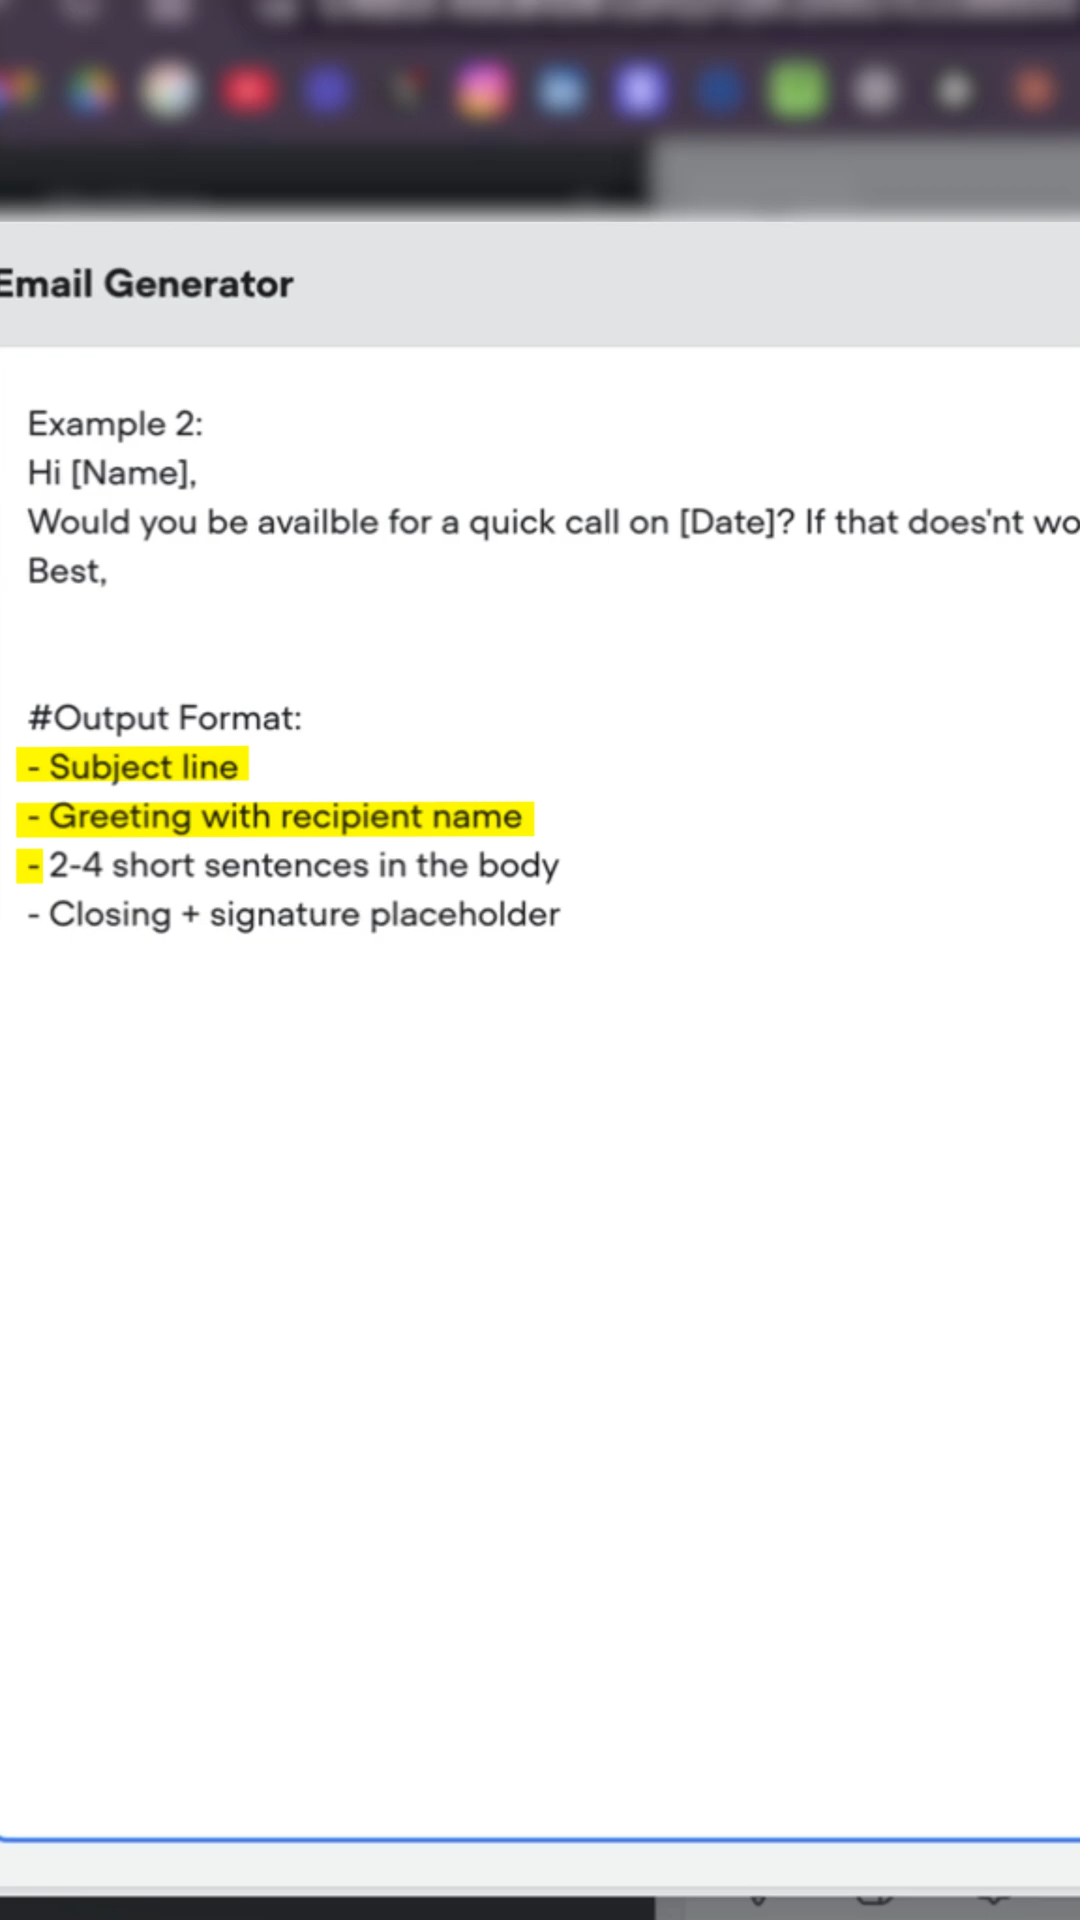 Email Generator
Example 2:
Hi [Name],
Would you be availble for a quick call on [Date]? If that does'nt
Best,
#Output Format:
- Subject line
- Greeting with recipient name
- 2-4 short sentences in the body
- Closing + signature placeholder